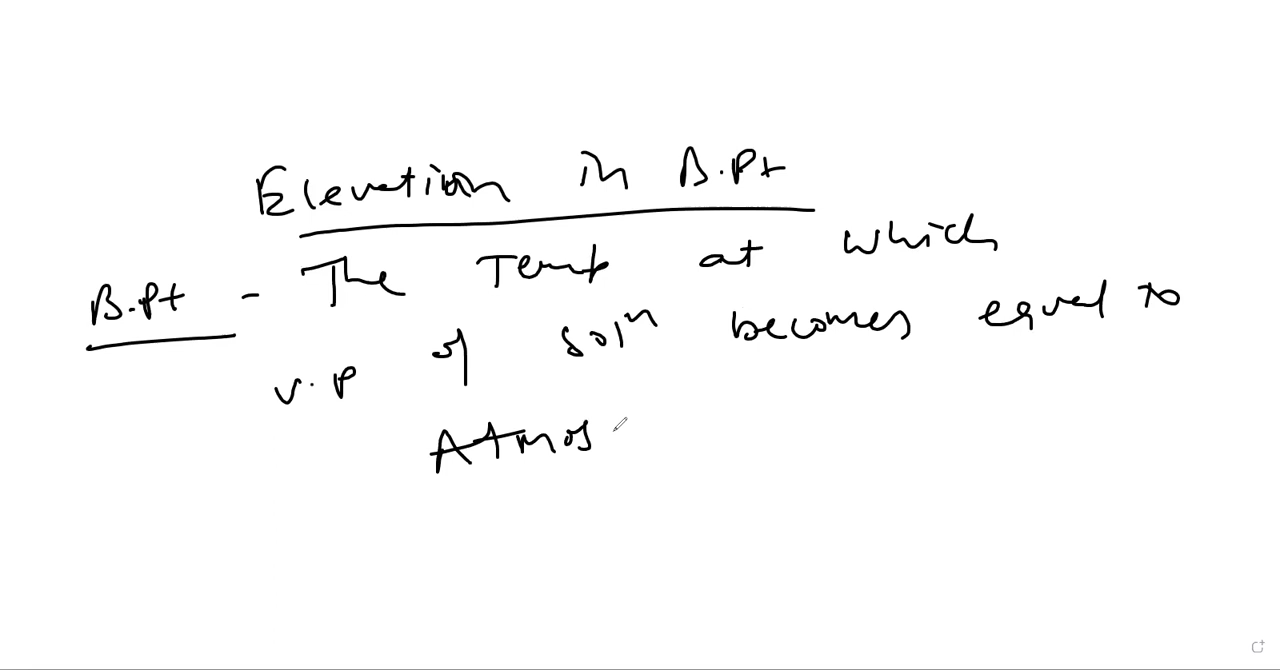 Elevation in B.Pt
B.Pt - The Temp at which
v.p of solⁿ becomes equal to
Atmos